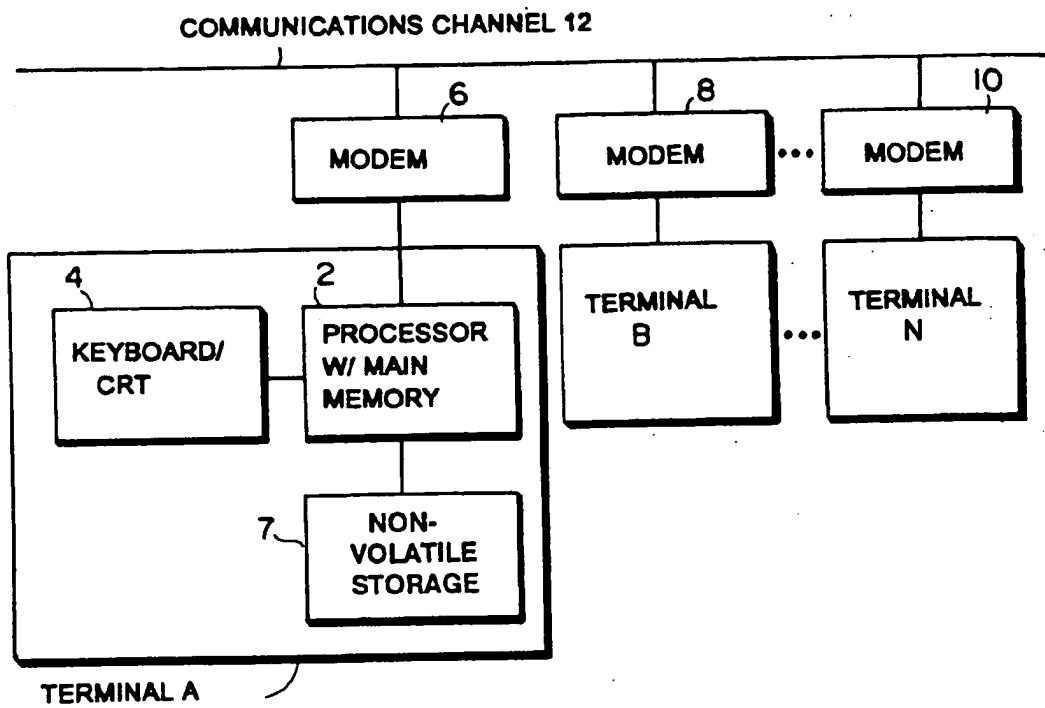 COMMUNICATIONS CHANNEL 12
6
8
10
MODEM
MODEM
MODEM
4
2
KEYBOARD/
CRT
PROCESSOR
W/ MAIN
MEMORY
TERMINAL
B
TERMINAL
N
7
NON-
VOLATILE
STORAGE
TERMINAL A